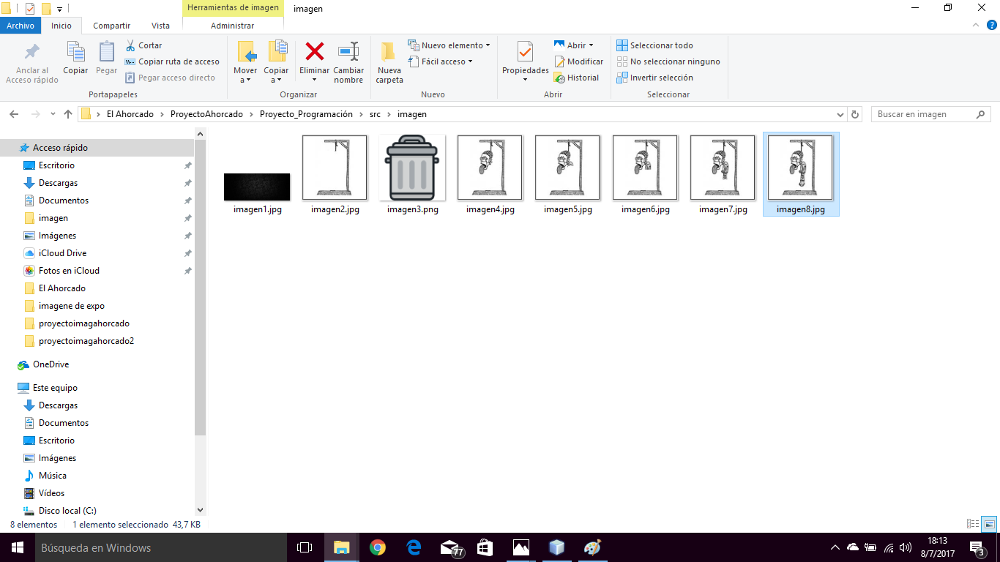 Herramientas de imagen
imagen
Archivo
Inicio
Compartir
Vista
Administrar
Anclar al
Acceso rápido
Copiar
Pegar
Cortar
Copiar ruta de acceso
Pegar acceso directo
Portapapeles
Mover
a
Copiar
a
Eliminar
Cambiar
nombre
Organizar
Nueva
carpeta
Nuevo elemento
Fácil acceso
Nuevo
Propiedades
Abrir
Modificar
Historial
Abrir
Seleccionar todo
No seleccionar ninguno
Invertir selección
Seleccionar
El Ahorcado
ProyectoAhorcado
Proyecto_Programación
src
imagen
Buscar en imagen
Acceso rápido
Escritorio
Descargas
Documentos
imagen
Imágenes
iCloud Drive
Fotos en iCloud
El Ahorcado
imagene de expo
proyectoimagahorcado
proyectoimagahorcado2
OneDrive
Este equipo
Descargas
Documentos
Escritorio
Imágenes
Música
Vídeos
Disco local (C:)
imagen1.jpg
imagen2.jpg
imagen3.png
imagen4.jpg
imagen5.jpg
imagen6.jpg
imagen7.jpg
imagen8.jpg
8 elementos
1 elemento seleccionado 43,7 KB
Búsqueda en Windows
77
18:13
8/7/2017
3